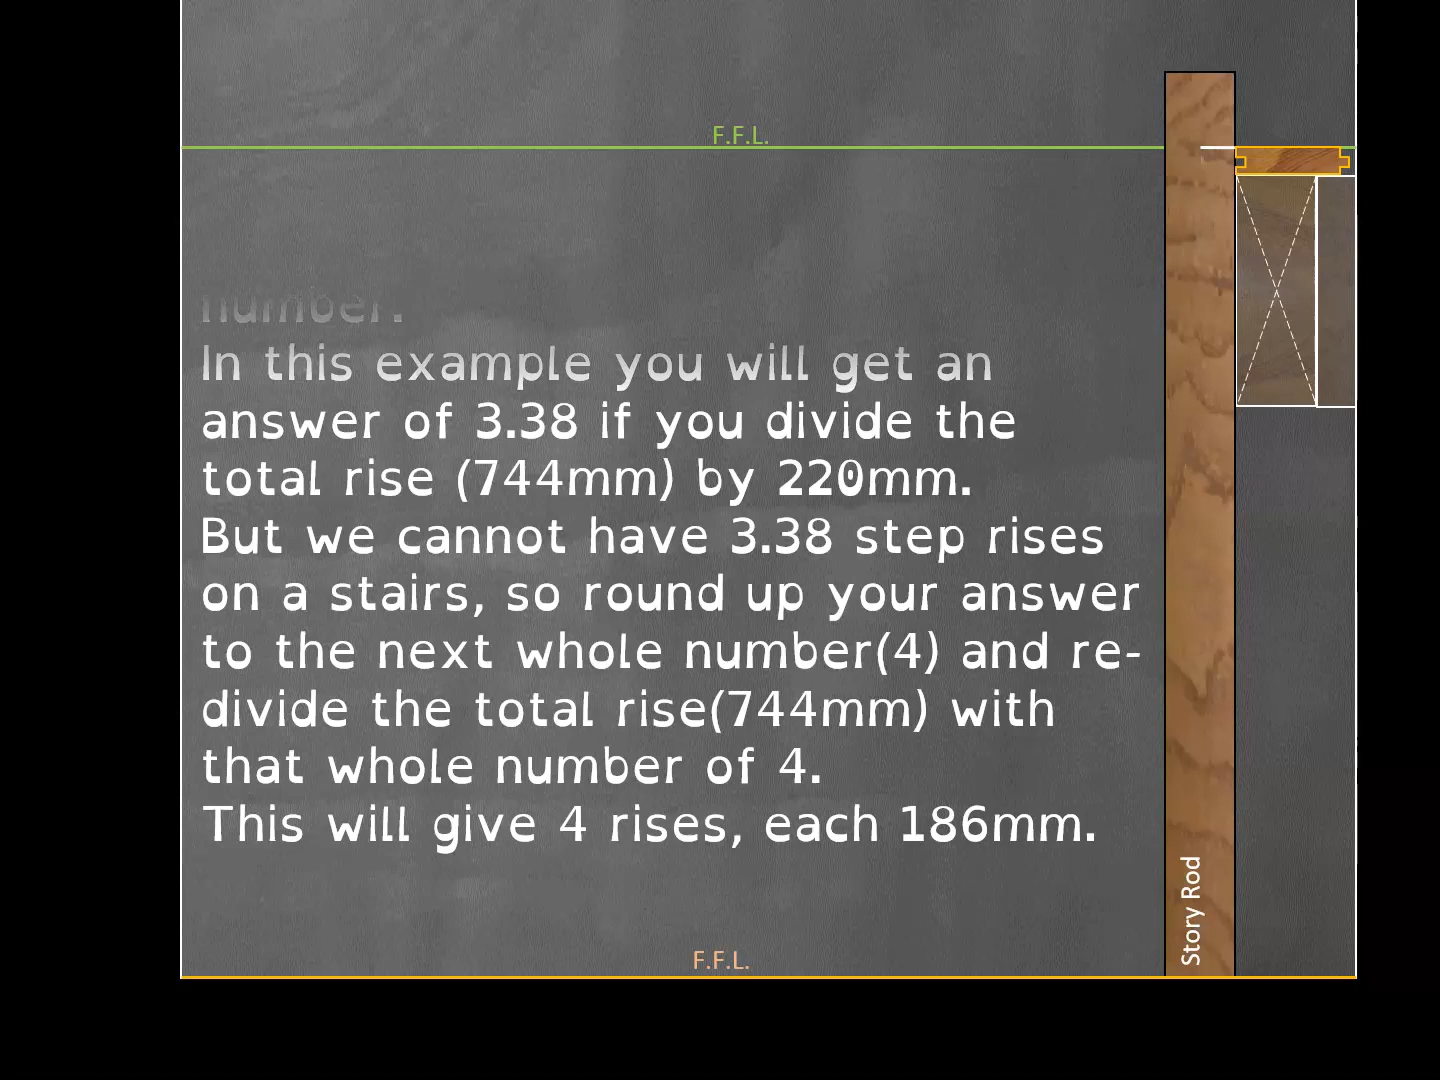 F.F.L.
number.
In this example you will get an
answer of 3.38 if you divide the
total rise (744mm) by 220mm.
But we cannot have 3.38 step rises
on a stairs, so round up your answer
to the next whole number(4) and re-
divide the total rise(744mm) with
that whole number of 4.
This will give 4 rises, each 186mm.
Story Rod
F.F.L.